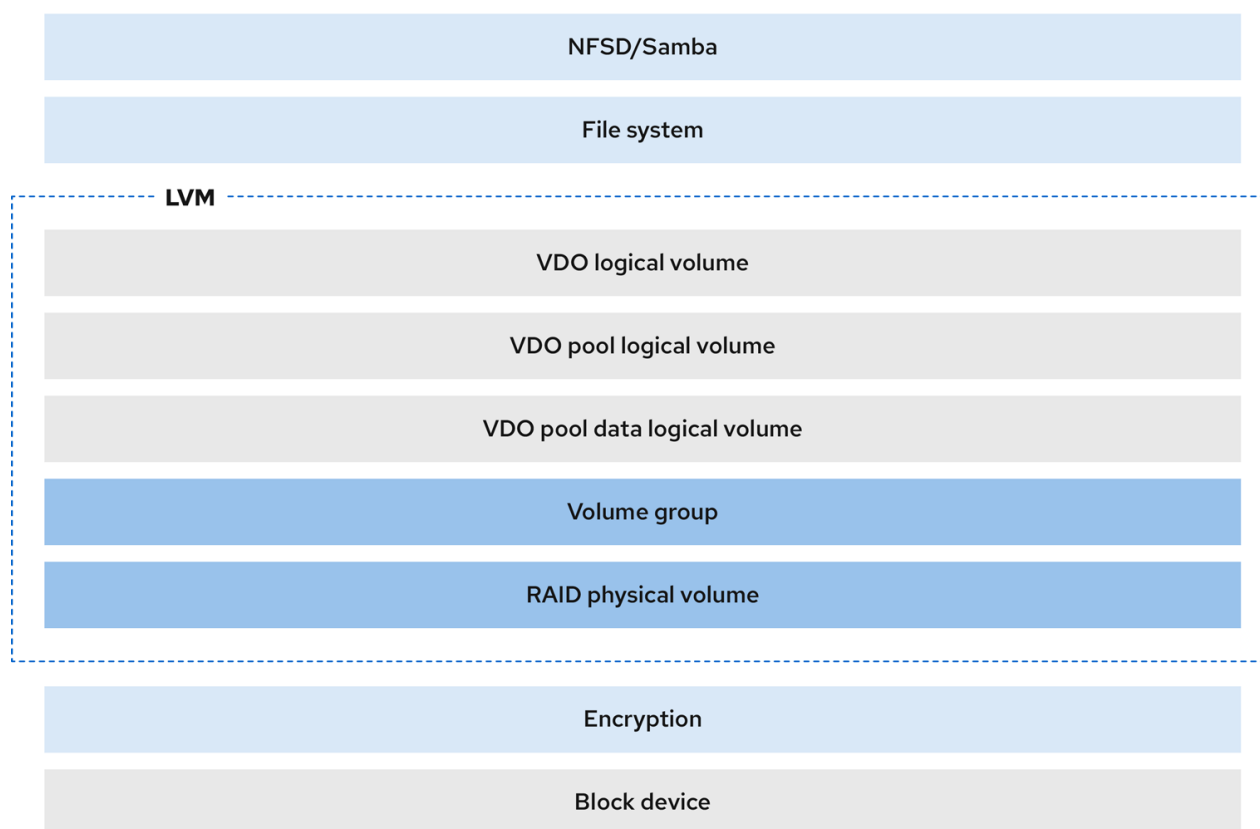 NFSD/Samba
File system
LVM
VDO logical volume
VDO pool logical volume
VDO pool data logical volume
Volume group
RAID physical volume
Encryption
Block device